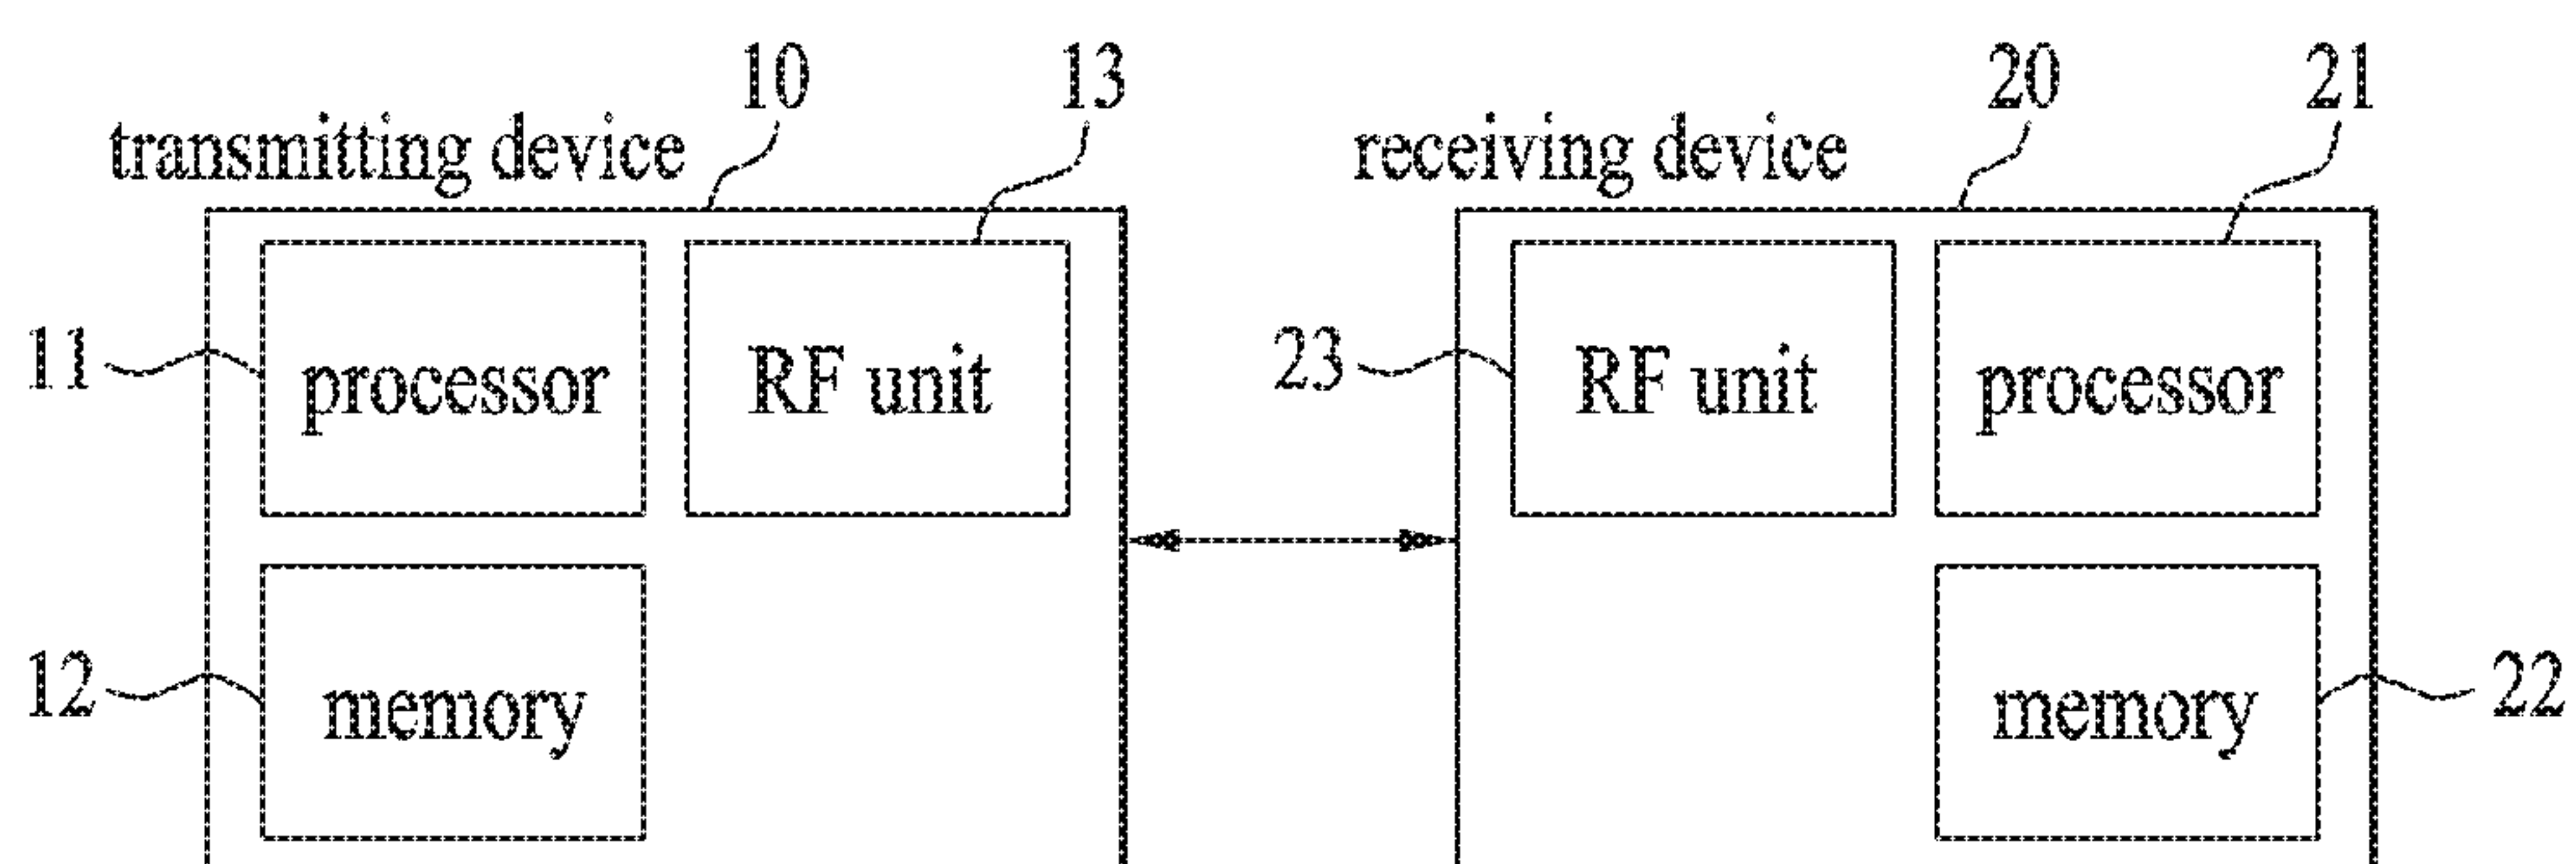 10 13 20 21
transmitting device receiving device
11 processor RF unit 23 RF unit processor
12 memory memory 22